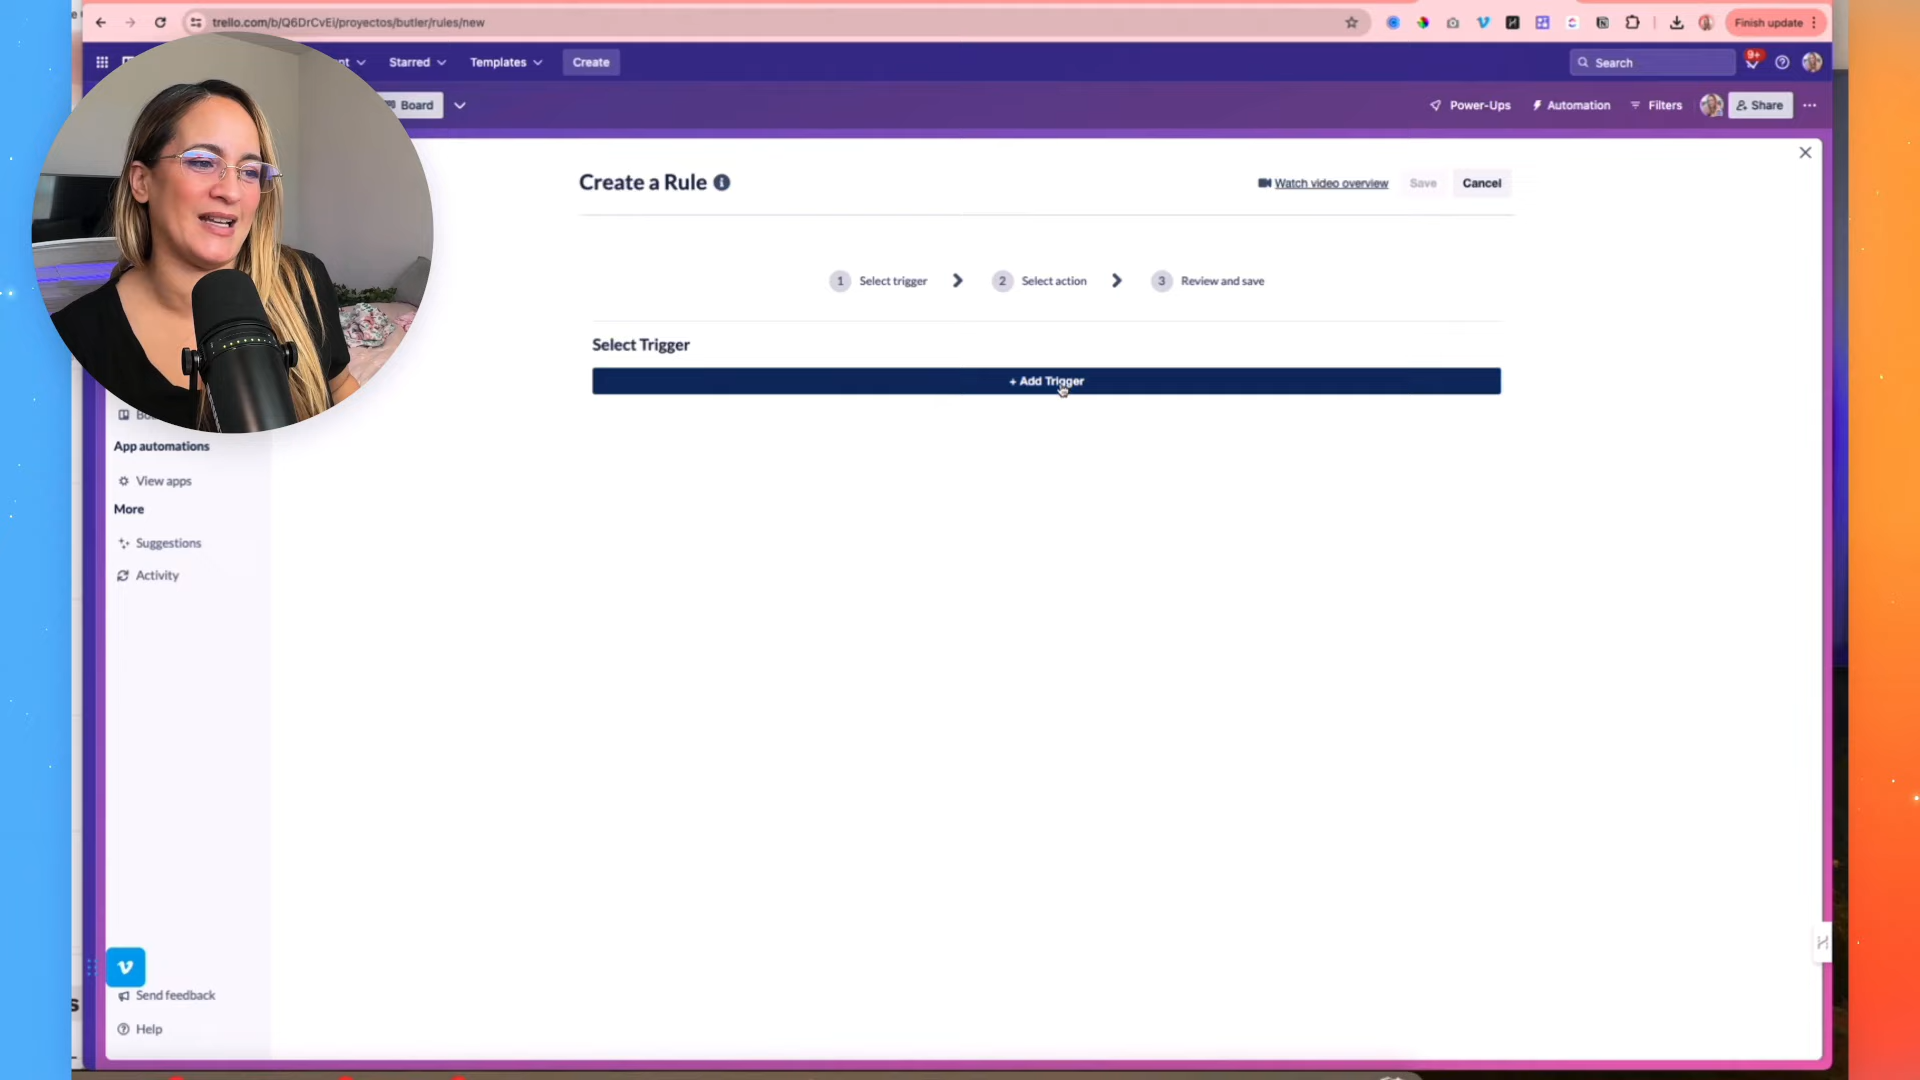 trello.com/b/Q6DrCvEi/proyectos/butler/rules/new
Finish update
Starred
Templates
Create
Search
9+
Board
Power-Ups
Automation
Filters
Share
Create a Rule
Watch video overview
Save
Cancel
1 Select trigger
2 Select action
3 Review and save
Select Trigger
+ Add Trigger
App automations
View apps
More
Suggestions
Activity
Send feedback
Help